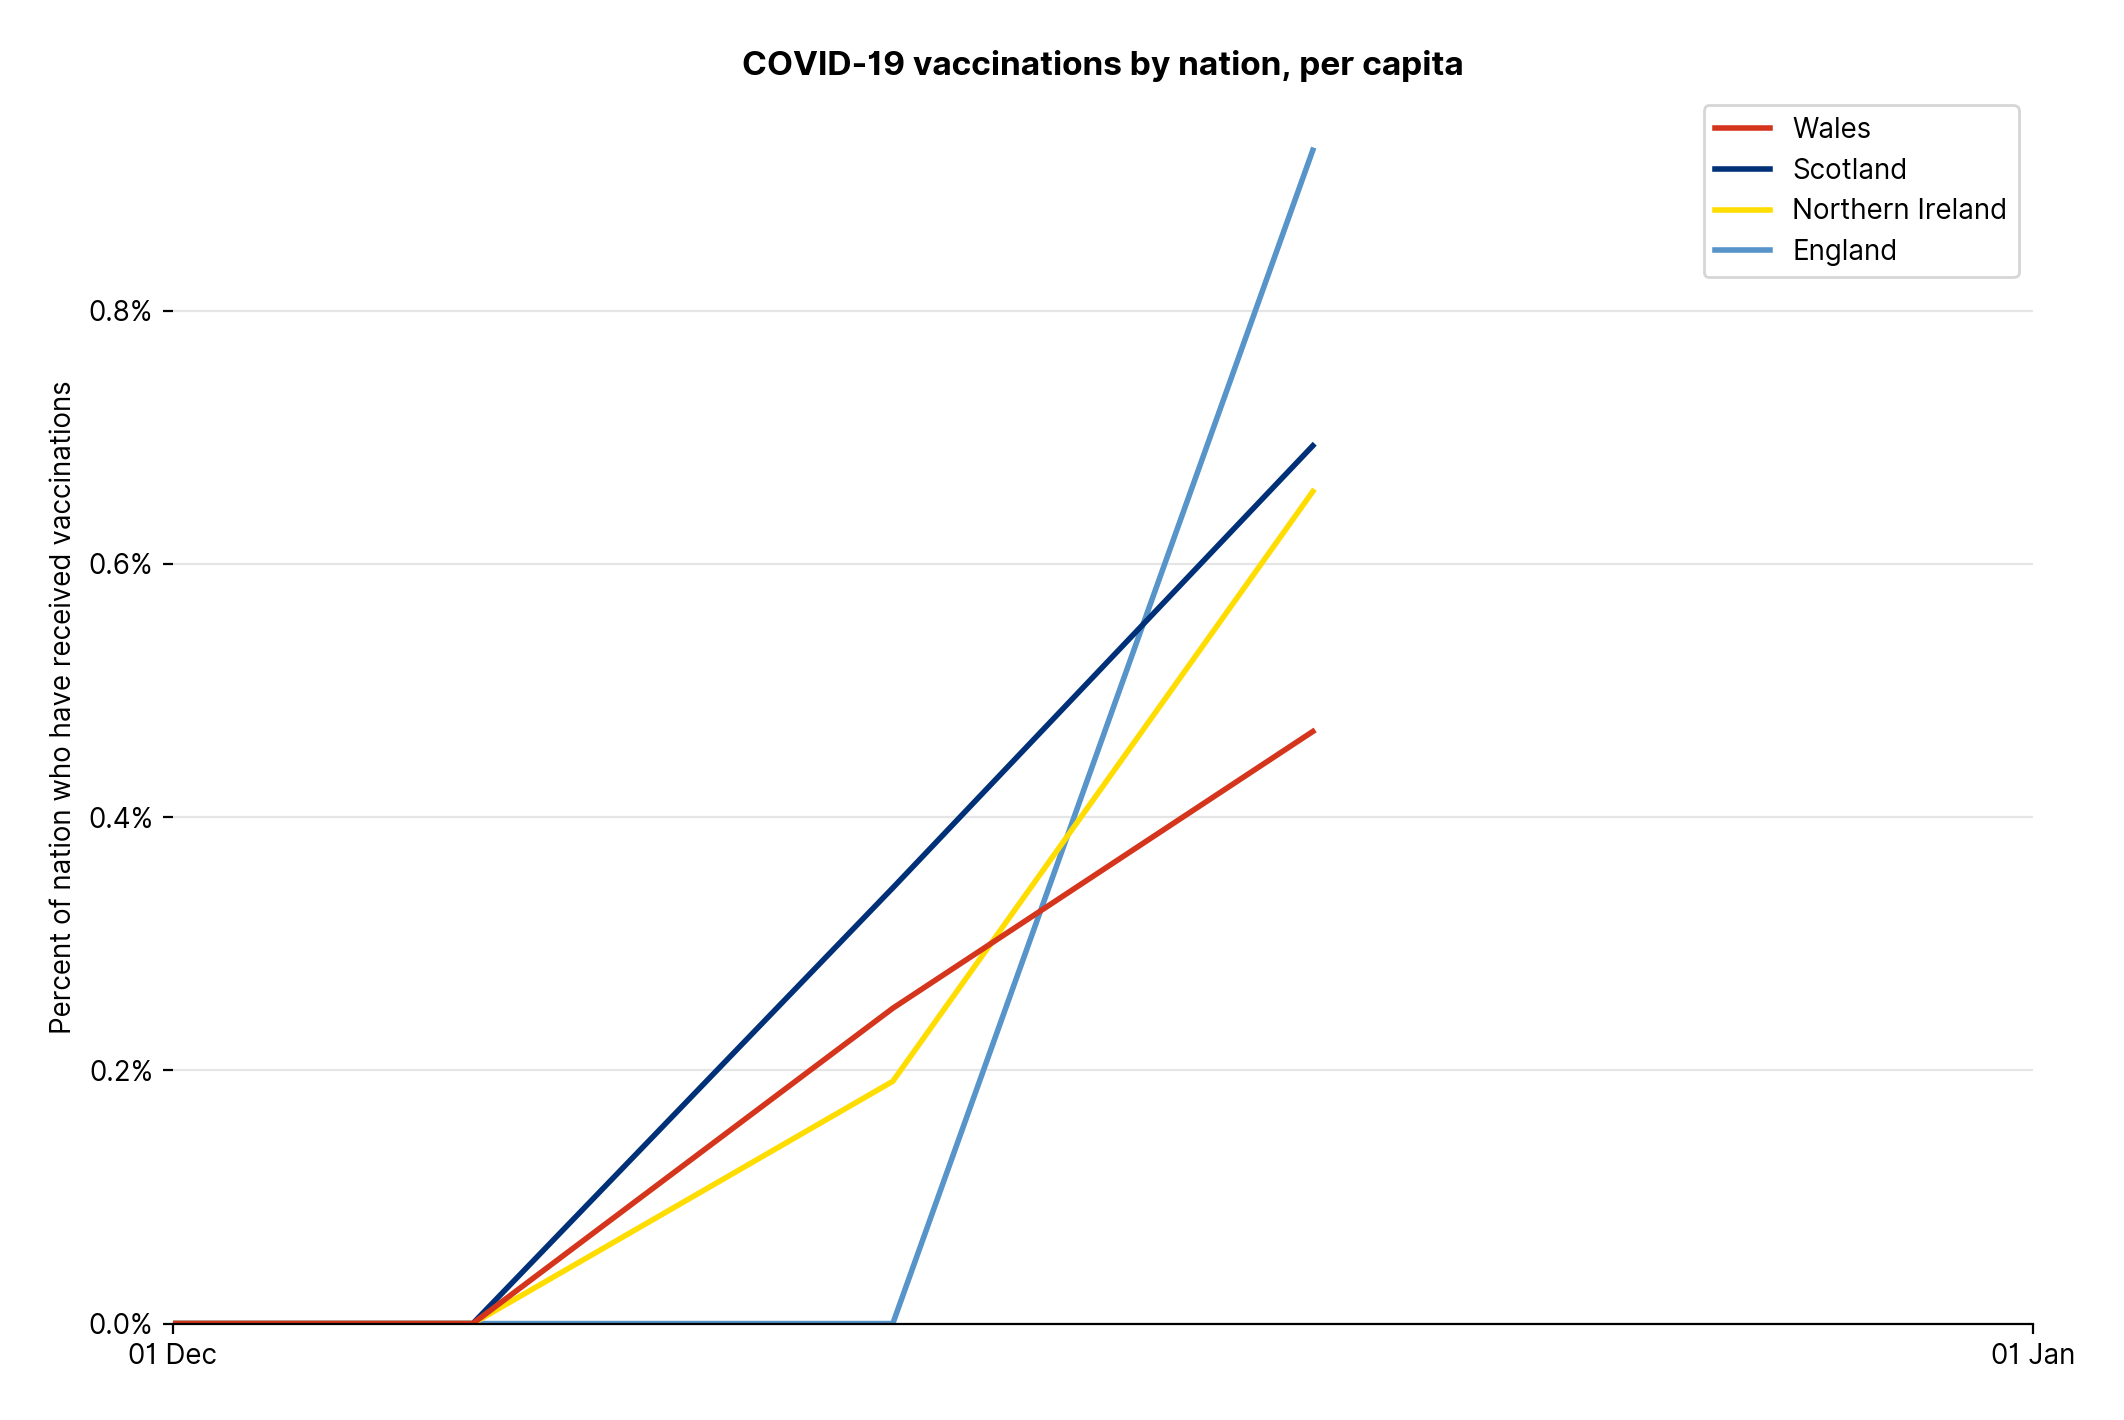 COVID-19 vaccinations by nation, per capita
Wales
Scotland
Northern Ireland
England
Percent of nation who have received vaccinations
0.8%
0.6%
0.4%
0.2%
0.0%
01 Dec
01 Jan